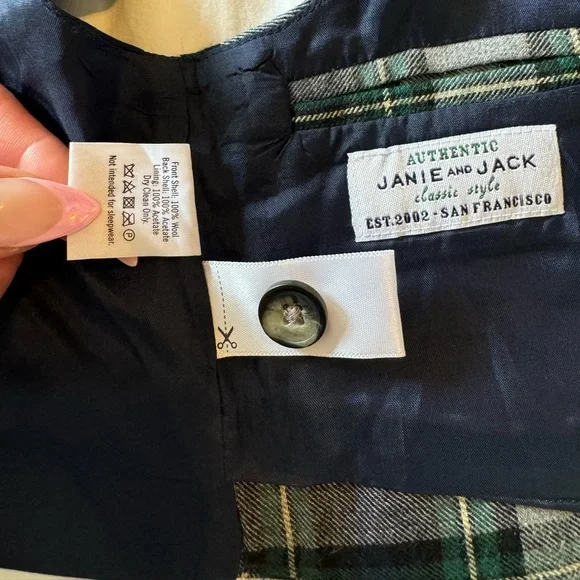 Front Shell: 100% Wool
Back Shell: 100% Acetate
Lining: 100% Acetate
Dry Clean Only.
Not intended for sleepwear.
AUTHENTIC
JANIE AND JACK
classic style
EST.2002 - SAN FRANCISCO